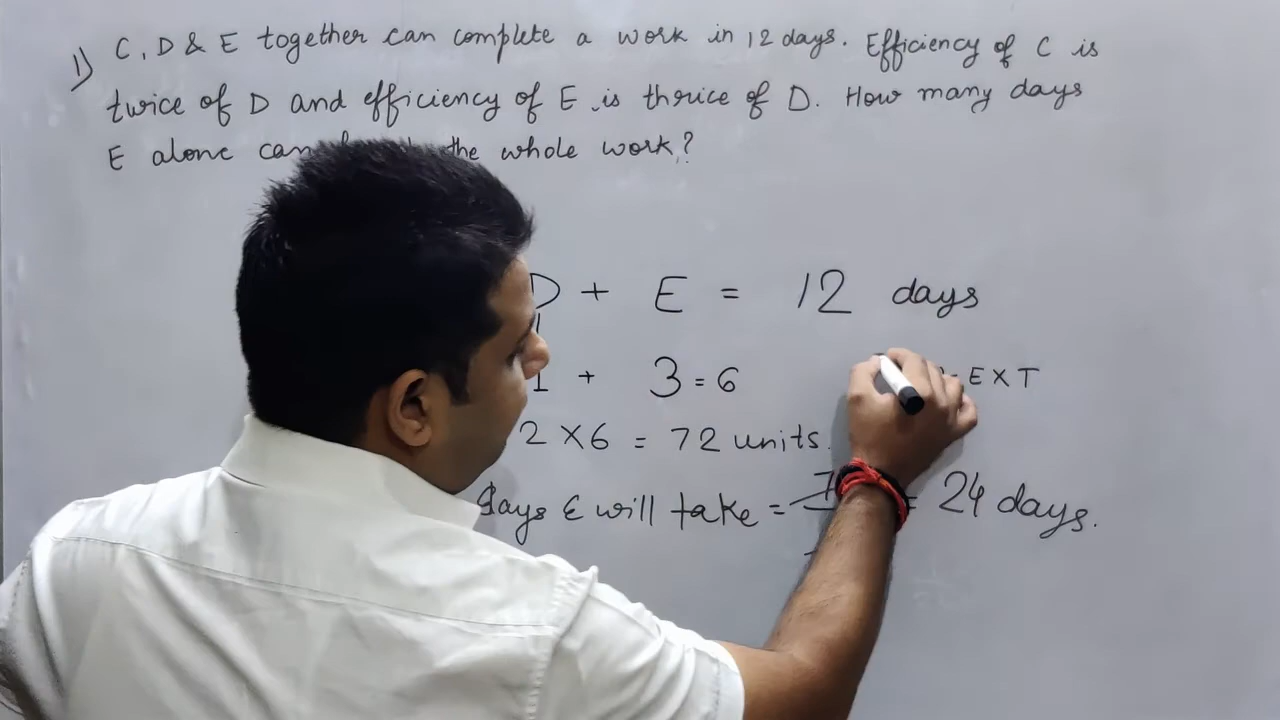 1) C, D & E together can complete a work in 12 days. Efficiency of C is
twice of D and efficiency of E is thrice of D. How many days
E alone can the whole work?
D + E = 12 days
1 + 3 = 6
EXT
2 X 6 = 72 units.
days E will take = = 24 days.